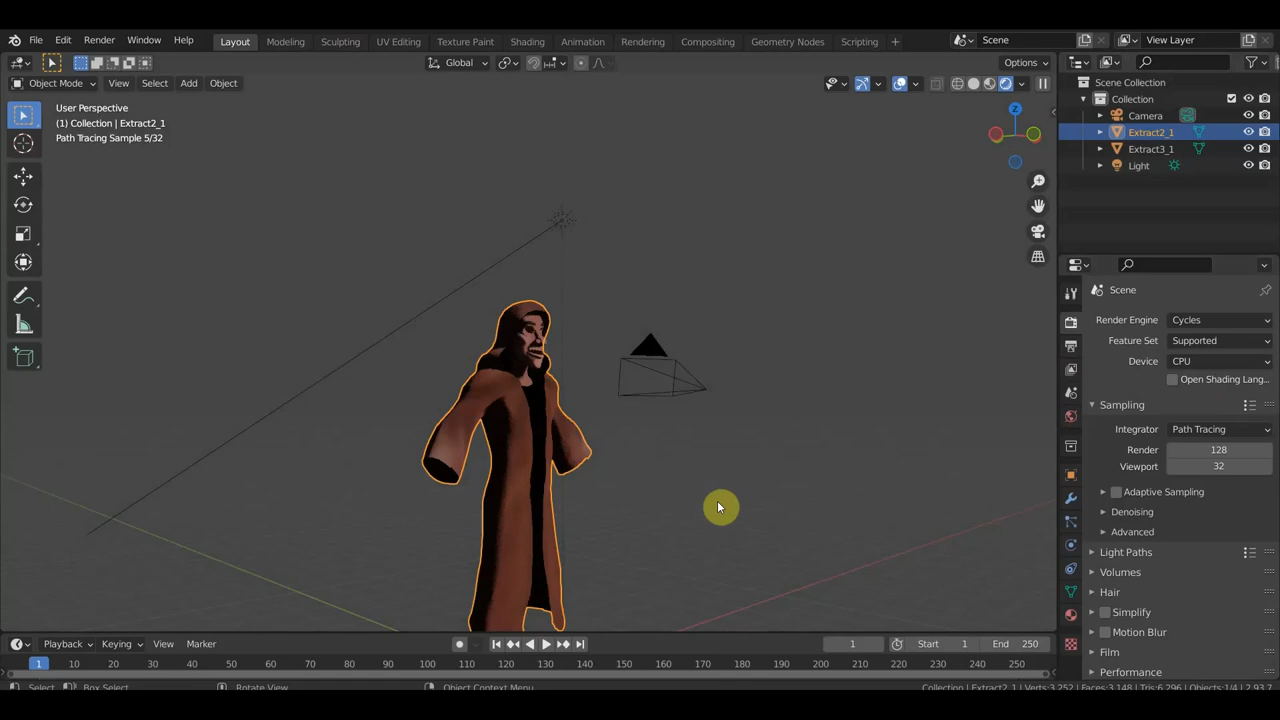 File Edit Render Window Help Layout Modeling Sculpting UV Editing Texture Paint Shading Animation Rendering Compositing Geometry Nodes Scripting + Scene View Layer
Global Options
Object Mode View Select Add Object
User Perspective
(1) Collection | Extract2_1
Path Tracing Sample 5/32
Z
Scene Collection
Collection
Camera
Extract2_1
Extract3_1
Light
Scene
Render Engine Cycles
Feature Set Supported
Device CPU
Open Shading Lang...
Sampling
Integrator Path Tracing
Render 128
Viewport 32
Adaptive Sampling
Denoising
Advanced
Light Paths
Volumes
Hair
Simplify
Motion Blur
Film
Performance
Playback Keying View Marker 1 Start 1 End 250
1 10 20 30 40 50 60 70 80 90 100 110 120 130 140 150 160 170 180 190 200 210 220 230 240 250
Select Box Select Rotate View Object Context Menu Collection | Extract2_1 | Verts:3,252 | Faces:3,148 | Tris:6,296 | Objects:1/4 | 2.93.7